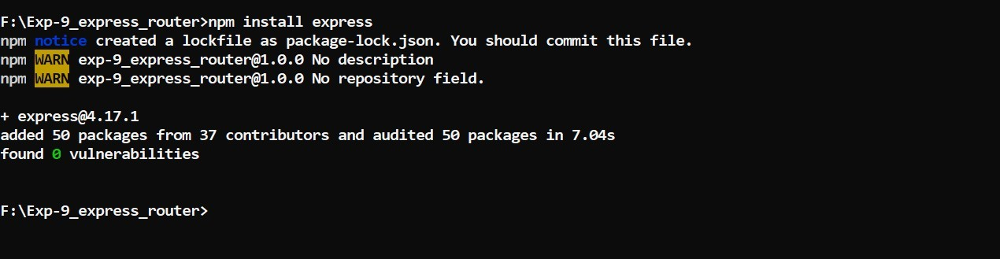 F:\Exp-9_express_router>npm install express
npm notice created a lockfile as package-lock.json. You should commit this file.
npm WARN exp-9_express_router@1.0.0 No description
npm WARN exp-9_express_router@1.0.0 No repository field.
+ express@4.17.1
added 50 packages from 37 contributors and audited 50 packages in 7.04s
found 0 vulnerabilities
F:\Exp-9_express_router>